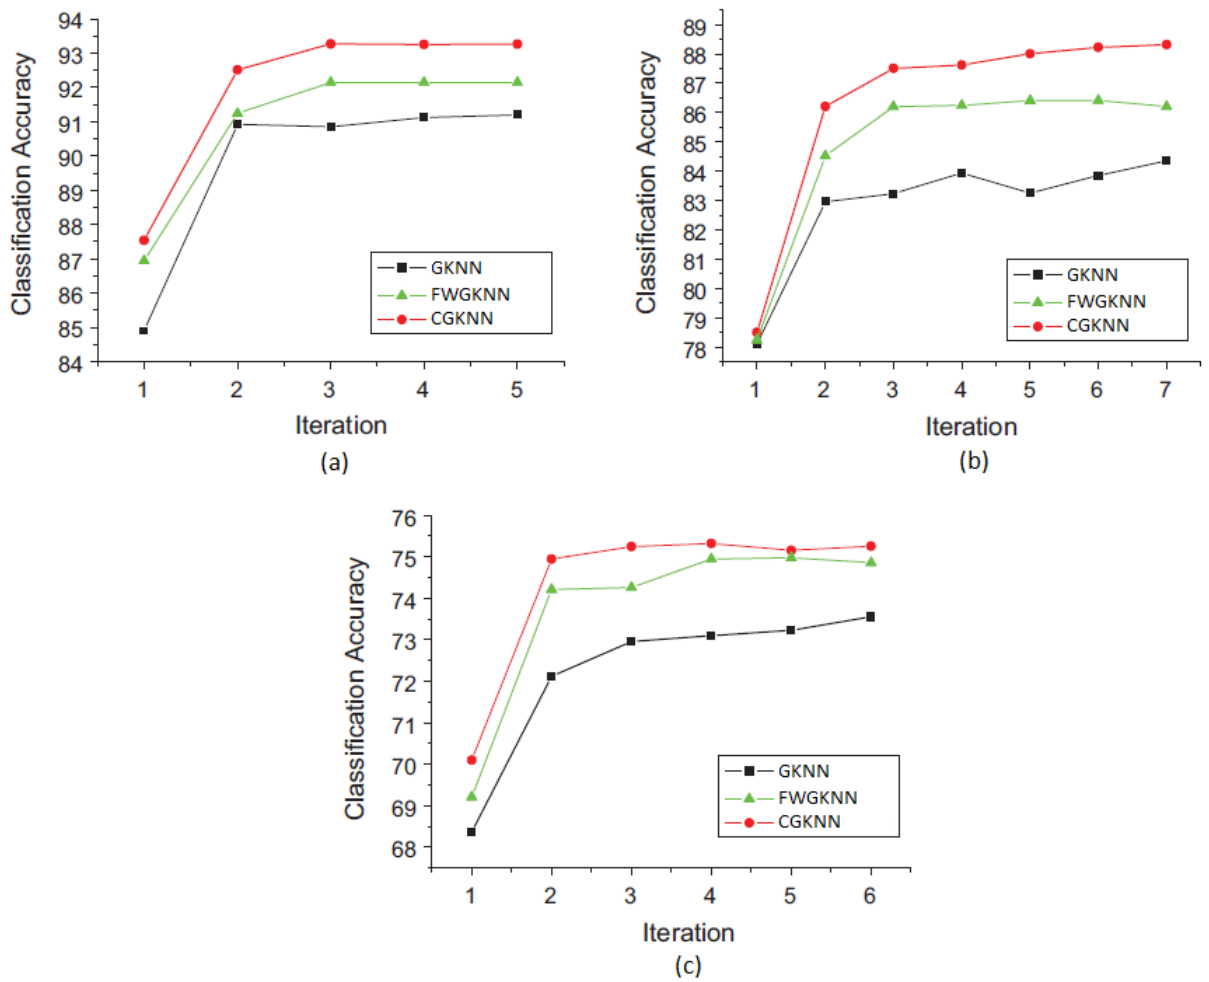 Classification Accuracy
94
93
92
91
90
89
88
87
86
85
84
GKNN
FWGKNN
CGKNN
1 2 3 4 5
Iteration
(a)
Classification Accuracy
89
88
87
86
85
84
83
82
81
80
79
78
GKNN
FWGKNN
CGKNN
1 2 3 4 5 6 7
Iteration
(b)
Classification Accuracy
76
75
74
73
72
71
70
69
68
GKNN
FWGKNN
CGKNN
1 2 3 4 5 6
Iteration
(c)